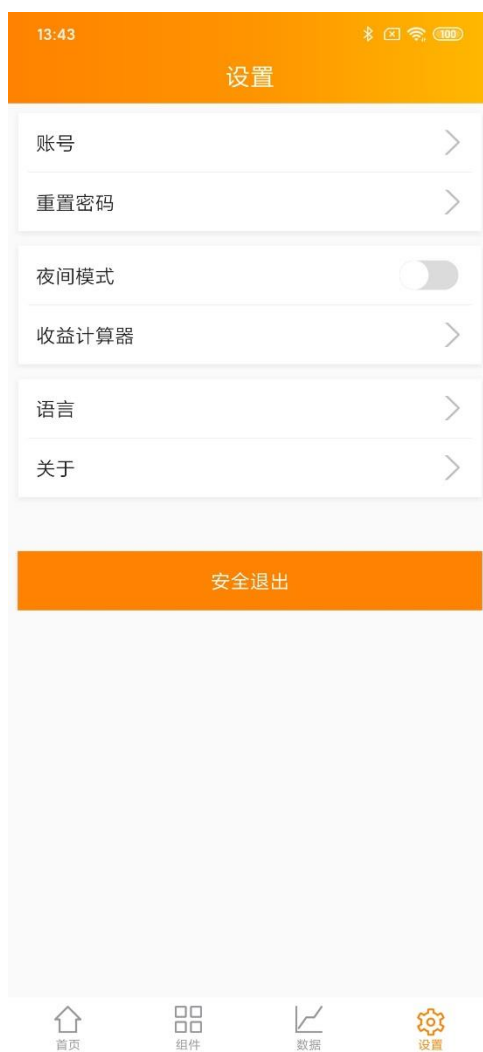 13:43
100
设置
账号
重置密码
夜间模式
收益计算器
语言
关于
安全退出
首页
组件
数据
设置